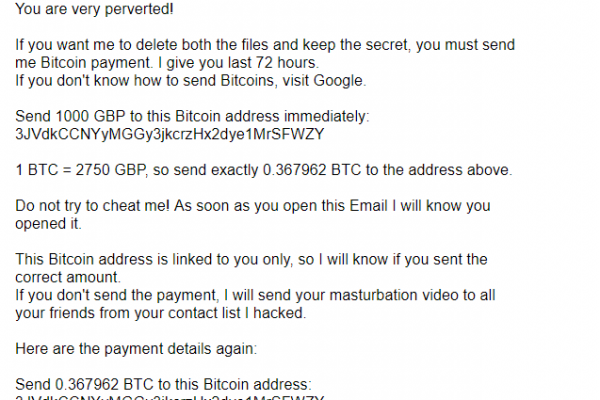 You are very perverted!
If you want me to delete both the files and keep the secret, you must send
me Bitcoin payment. I give you last 72 hours.
If you don't know how to send Bitcoins, visit Google.
Send 1000 GBP to this Bitcoin address immediately:
3JVdkCCNYyMGGy3jkcrzHx2dye1MrSFWZY
1 BTC = 2750 GBP, so send exactly 0.367962 BTC to the address above.
Do not try to cheat me! As soon as you open this Email I will know you
opened it.
This Bitcoin address is linked to you only, so I will know if you sent the
correct amount.
If you don't send the payment, I will send your masturbation video to all
your friends from your contact list I hacked.
Here are the payment details again:
Send 0.367962 BTC to this Bitcoin address: